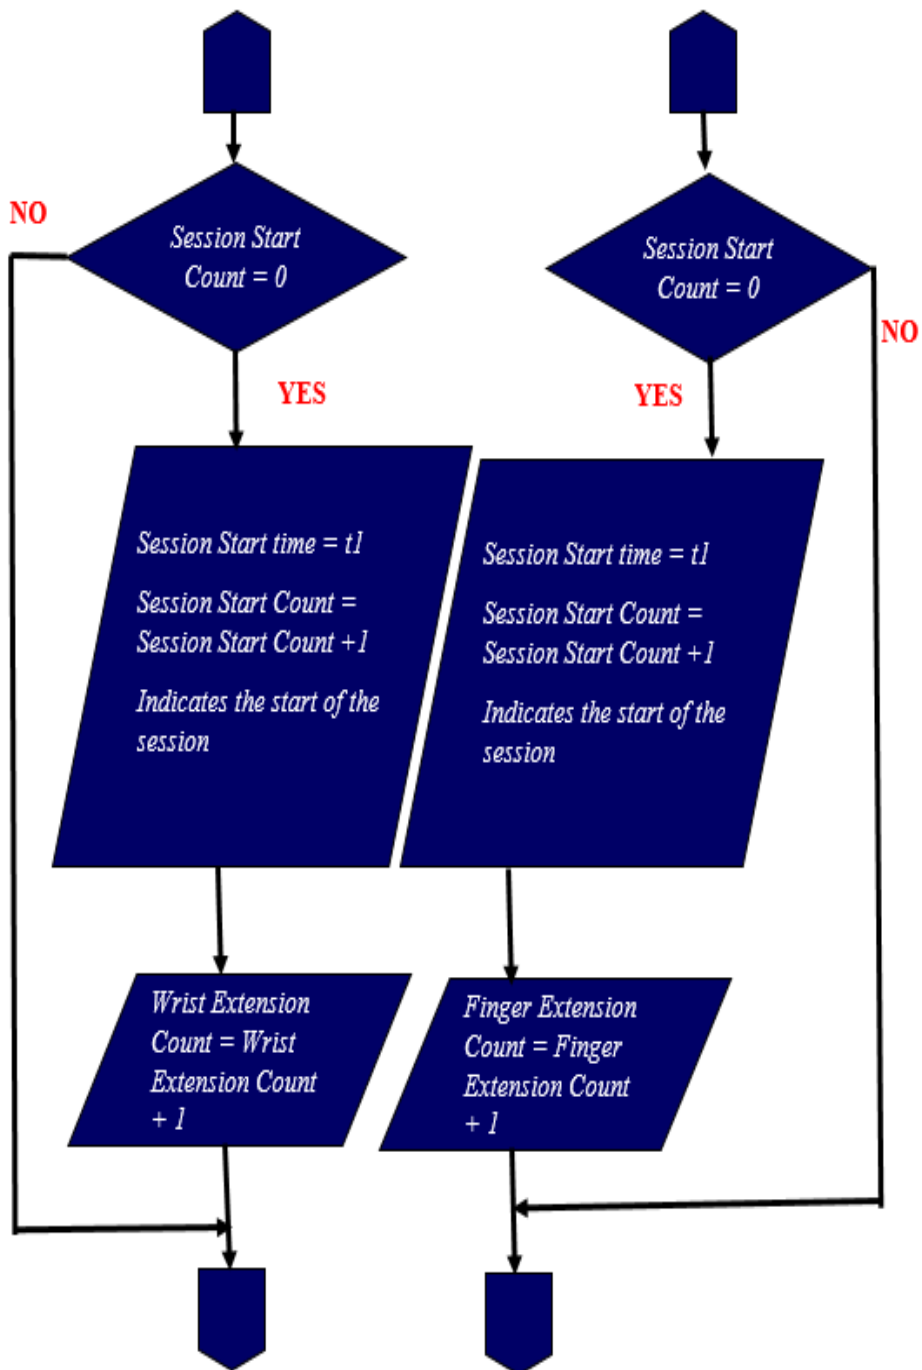 NO
Session Start
Count = 0
YES
Session Start time = t1
Session Start Count =
Session Start Count +1
Indicates the start of the
session
Wrist Extension
Count = Wrist
Extension Count
+ 1
Session Start
Count = 0
NO
YES
Session Start time = t1
Session Start Count =
Session Start Count +1
Indicates the start of the
session
Finger Extension
Count = Finger
Extension Count
+ 1